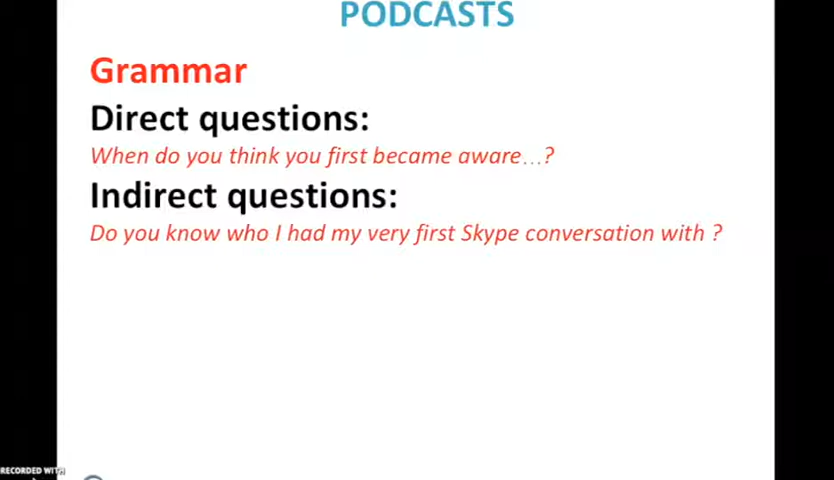 PODCASTS
Grammar
Direct questions:
When do you think you first became aware...?
Indirect questions:
Do you know who I had my very first Skype conversation with ?
RECORDED WITH